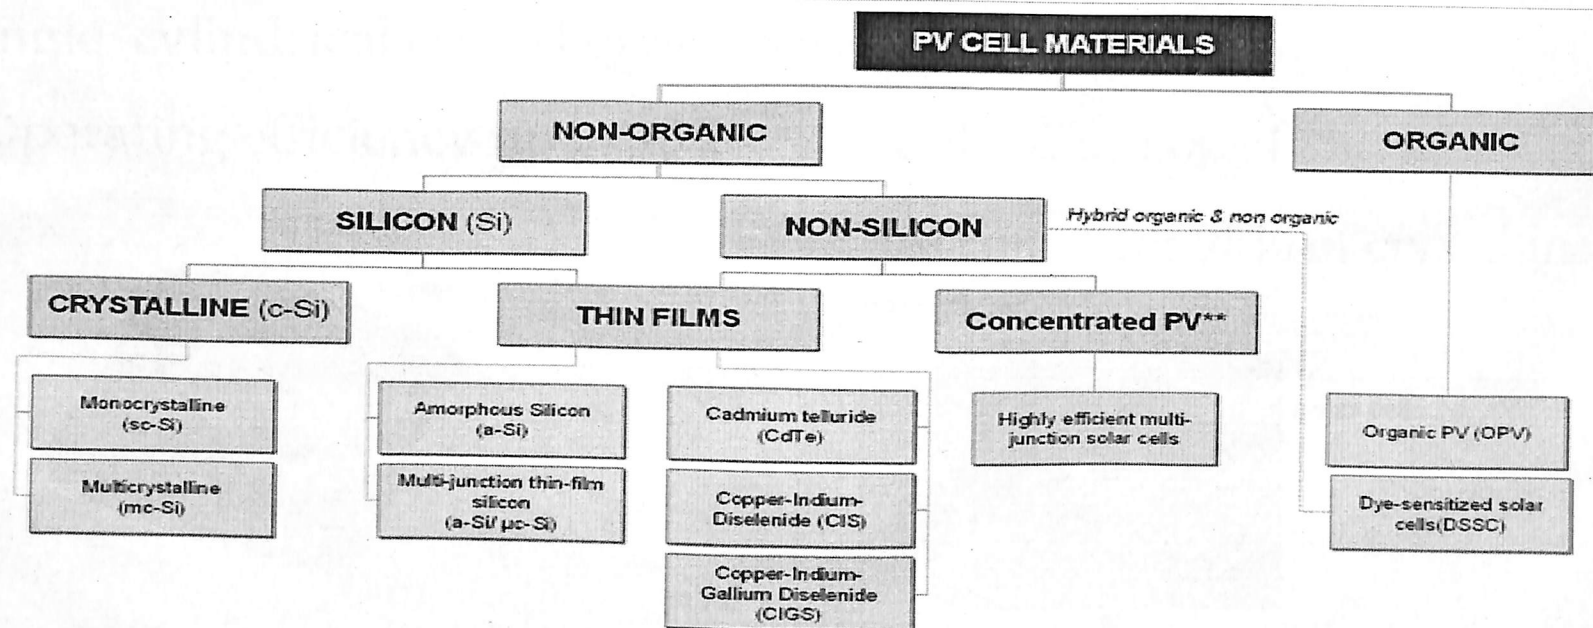 PV CELL MATERIALS
NON-ORGANIC
ORGANIC
SILICON (Si)
NON-SILICON
Hybrid organic & non organic
CRYSTALLINE (c-Si)
THIN FILMS
Concentrated PV**
Monocrystalline
(sc-Si)
Multicrystalline
(mc-Si)
Amorphous Silicon
(a-Si)
Multi-junction thin-film
silicon
(a-Si/ µc-Si)
Cadmium telluride
(CdTe)
Copper-Indium-
Diselenide (CIS)
Copper-Indium-
Gallium Diselenide
(CIGS)
Highly efficient multi-
junction solar cells
Organic PV (OPV)
Dye-sensitized solar
cells(DSSC)